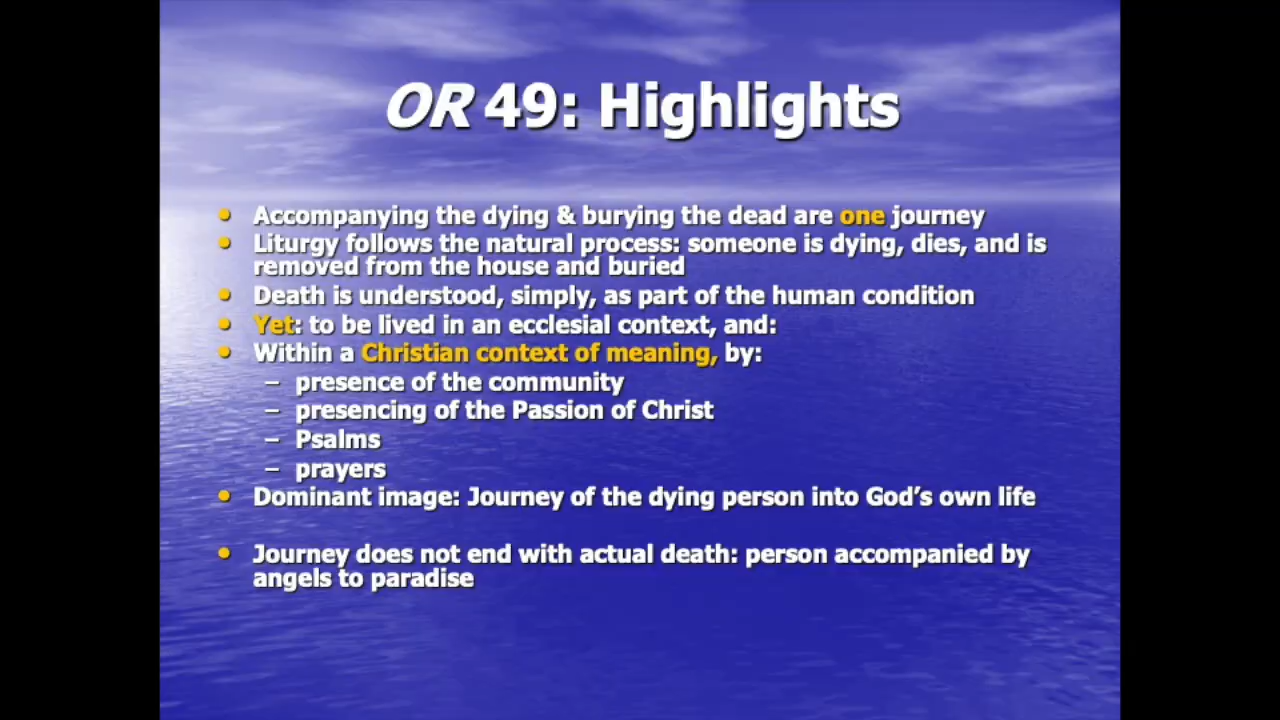 OR 49: Highlights
• Accompanying the dying & burying the dead are one journey
• Liturgy follows the natural process: someone is dying, dies, and is
removed from the house and buried
• Death is understood, simply, as part of the human condition
• Yet: to be lived in an ecclesial context, and:
• Within a Christian context of meaning, by:
– presence of the community
– presencing of the Passion of Christ
– Psalms
– prayers
• Dominant image: Journey of the dying person into God’s own life
• Journey does not end with actual death: person accompanied by
angels to paradise